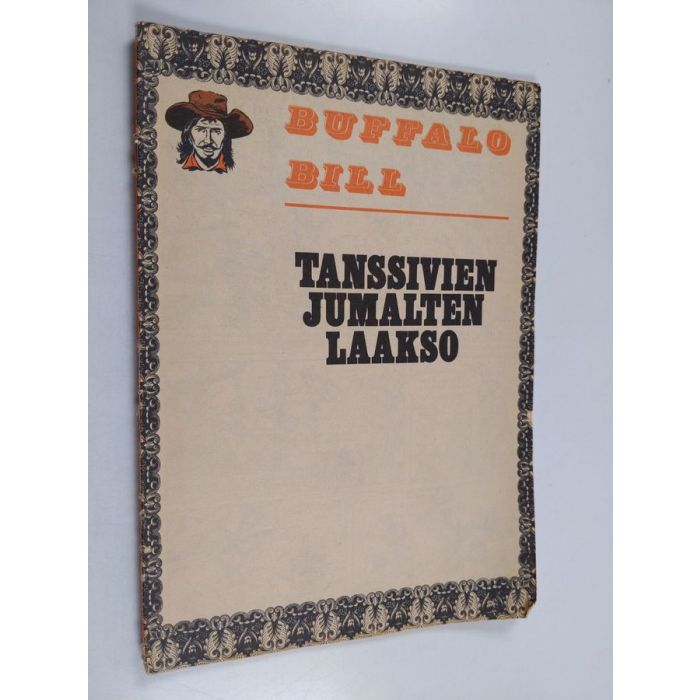 BUFFALO
BILL
TANSSIVIEN
JUMALTEN
LAAKSO